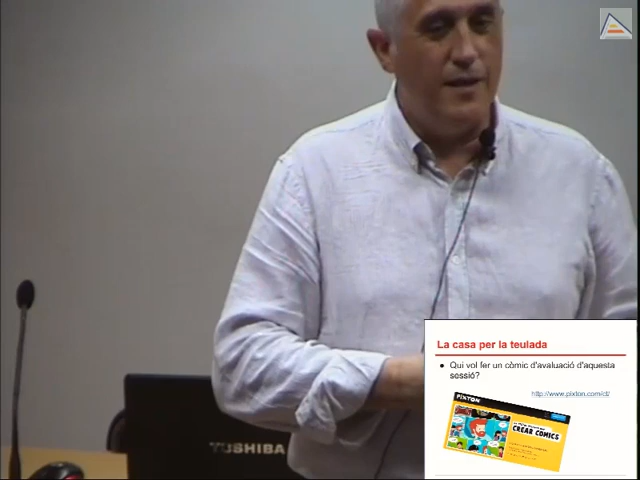 TOSHIBA
La casa per la teulada
● Qui vol fer un còmic d'avaluació d'aquesta
sessió?
http://www.pixton.com/ct/
PIXTON
CREAR COMICS